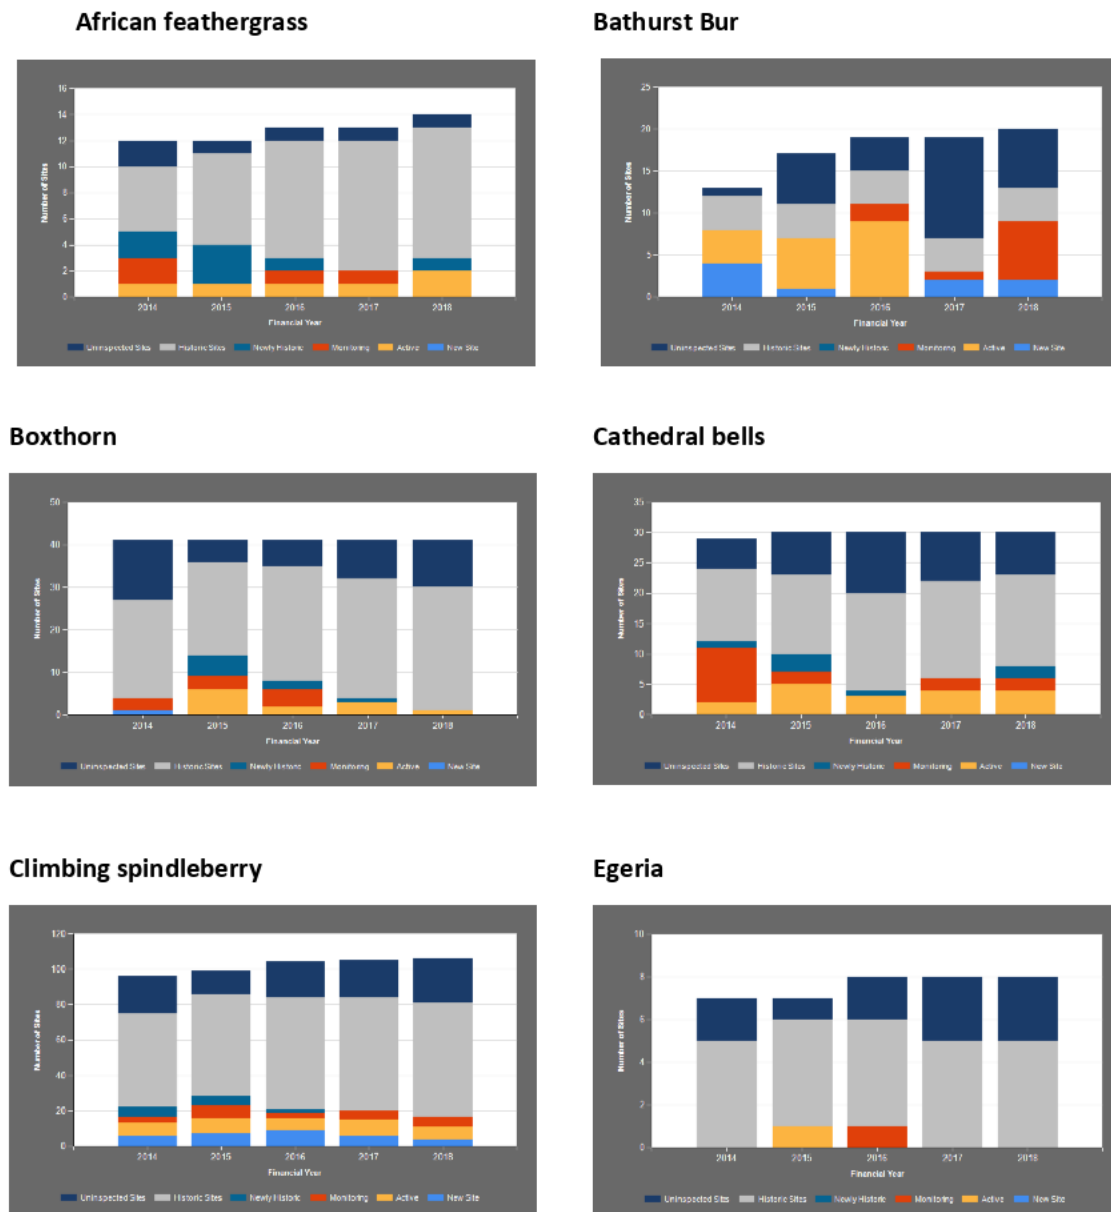 African feathergrass
Bathurst Bur
16
14
12
10
8
6
4
2
0
Number of Sites
2014 2015 2016 2017 2018
Financial Year
Uninspected Sites Historic Sites Newly Historic Monitoring Active New Site
25
20
15
10
5
0
Number of Sites
2014 2015 2016 2017 2018
Financial Year
Uninspected Sites Historic Sites Newly Historic Monitoring Active New Site
Boxthorn
Cathedral bells
50
40
30
20
10
0
Number of Sites
2014 2015 2016 2017 2018
Financial Year
Uninspected Sites Historic Sites Newly Historic Monitoring Active New Site
35
30
25
20
15
10
5
0
Number of Sites
2014 2015 2016 2017 2018
Financial Year
Uninspected Sites Historic Sites Newly Historic Monitoring Active New Site
Climbing spindleberry
Egeria
120
100
80
60
40
20
0
Number of Sites
2014 2015 2016 2017 2018
Financial Year
Uninspected Sites Historic Sites Newly Historic Monitoring Active New Site
10
8
6
4
2
0
Number of Sites
2014 2015 2016 2017 2018
Financial Year
Uninspected Sites Historic Sites Newly Historic Monitoring Active New Site